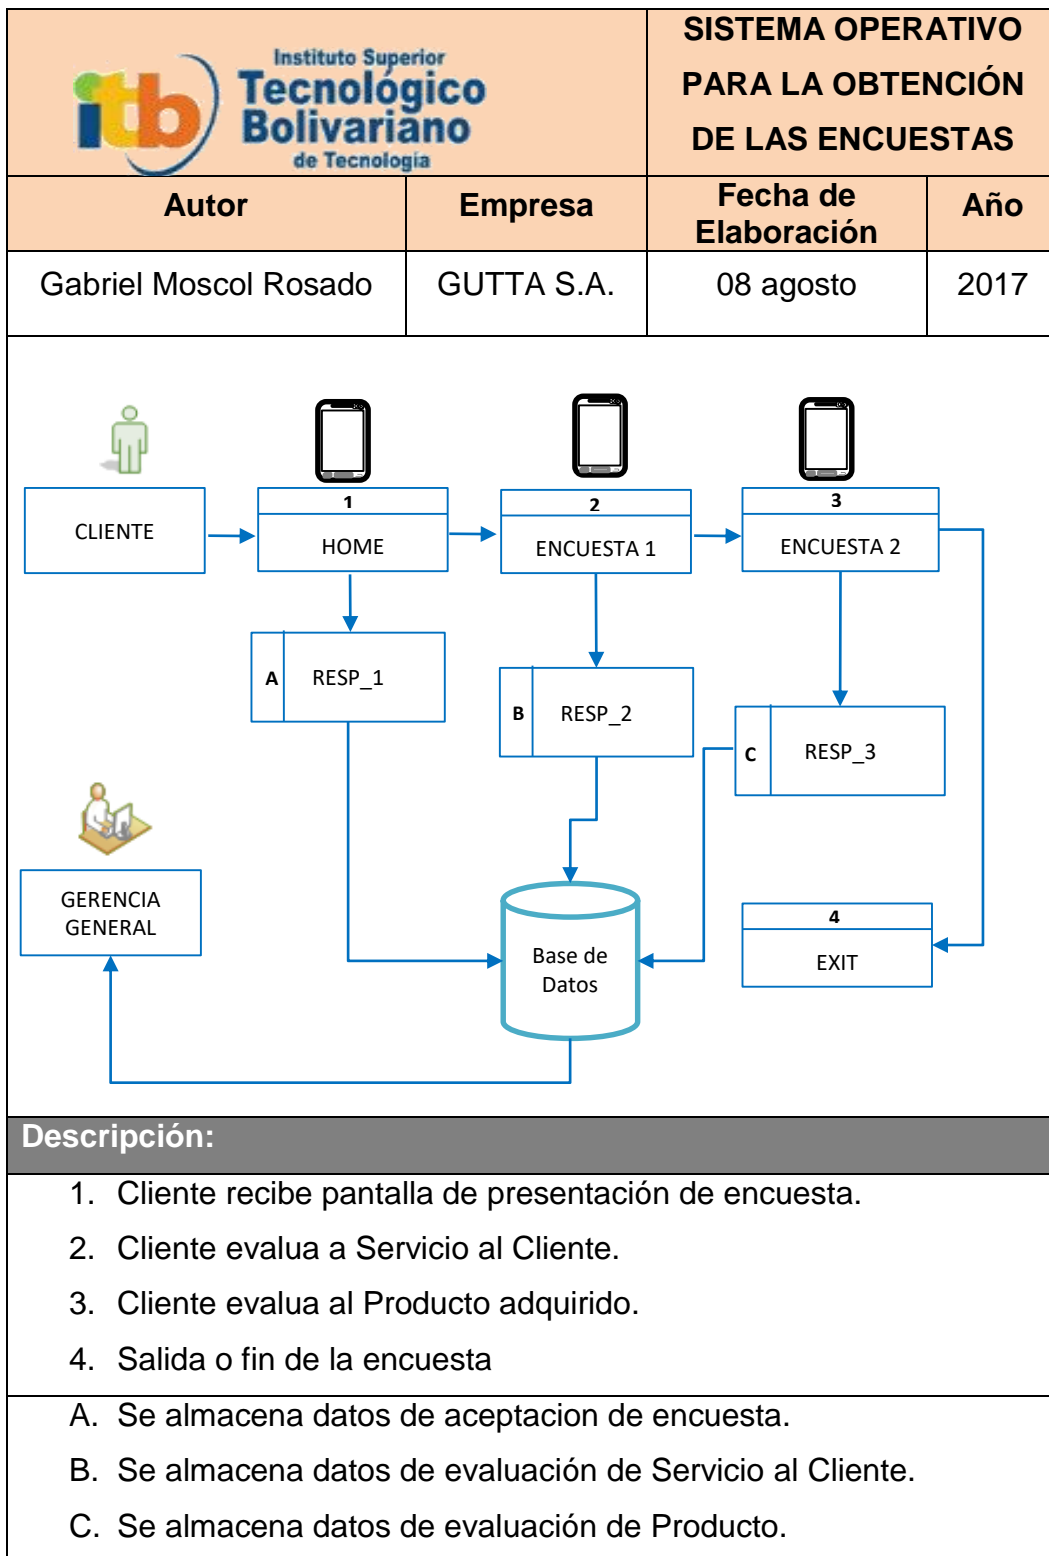 itb
Instituto Superior
Tecnológico
Bolivariano
de Tecnología
SISTEMA OPERATIVO
PARA LA OBTENCIÓN
DE LAS ENCUESTAS
Autor
Empresa
Fecha de
Elaboración
Año
Gabriel Moscol Rosado
GUTTA S.A.
08 agosto
2017
CLIENTE
1
HOME
2
ENCUESTA 1
3
ENCUESTA 2
A
RESP_1
B
RESP_2
C
RESP_3
GERENCIA
GENERAL
Base de
Datos
4
EXIT
Descripción:
1. Cliente recibe pantalla de presentación de encuesta.
2. Cliente evalua a Servicio al Cliente.
3. Cliente evalua al Producto adquirido.
4. Salida o fin de la encuesta
A. Se almacena datos de aceptacion de encuesta.
B. Se almacena datos de evaluación de Servicio al Cliente.
C. Se almacena datos de evaluación de Producto.